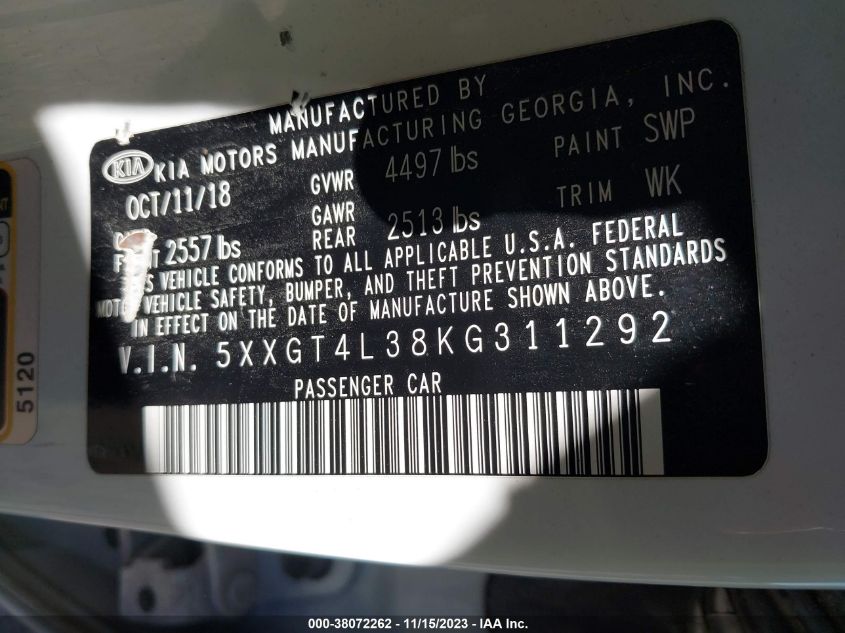 MANUFACTURED BY
KIA KIA MOTORS MANUFACTURING GEORGIA, INC.
OCT/11/18 GVWR 4497 lbs PAINT SWP
2557 lbs GAWR REAR 2513 lbs TRIM WK
VEHICLE CONFORMS TO ALL APPLICABLE U.S.A. FEDERAL
MOTOR VEHICLE SAFETY, BUMPER, AND THEFT PREVENTION STANDARDS
IN EFFECT ON THE DATE OF MANUFACTURE SHOWN ABOVE.
V.I.N. 5XXGT4L38KG311292
PASSENGER CAR
5120
000-38072262 - 11/15/2023 - IAA Inc.